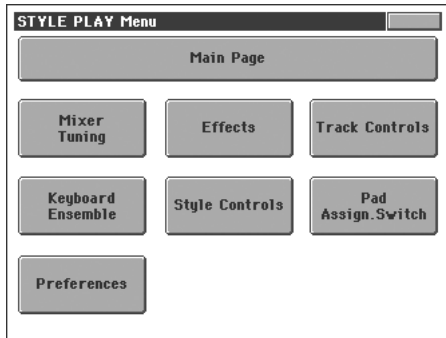 STYLE PLAY Menu
Main Page
Mixer
Tuning
Effects
Track Controls
Keyboard
Ensemble
Style Controls
Pad
Assign.Switch
Preferences